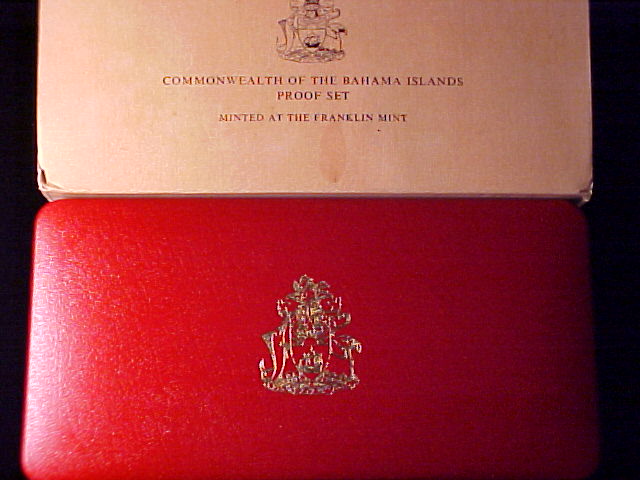 COMMONWEALTH OF THE BAHAMA ISLANDS
PROOF SET
MINTED AT THE FRANKLIN MINT